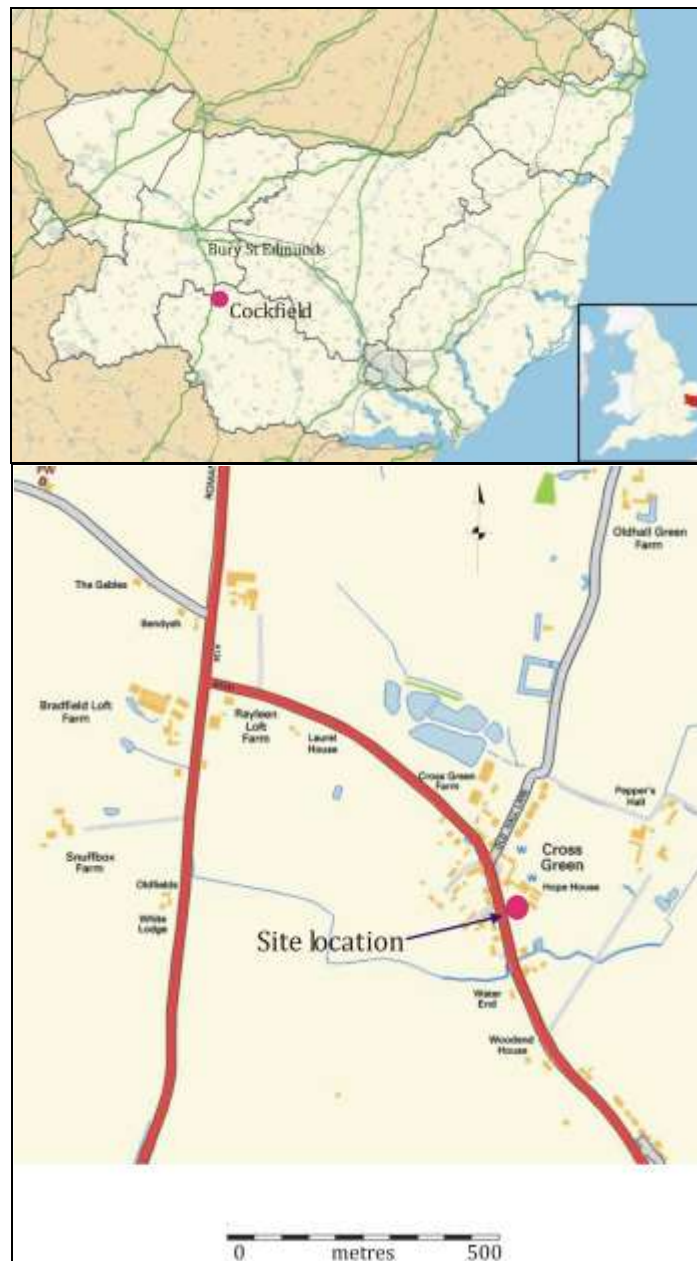 Bury St Edmunds
Cockfield
PW
Oldhall Green
Farm
The Gables
Bendysh
Bradfield Loft
Farm
Rayleen
Loft
Farm
Laurel
House
Cross Green
Farm
Pepper's
Hall
Snuffbox
Farm
Cross
Green
W
W
Hope House
Oldfields
White
Lodge
Site location
Water
End
Woodend
House
0 metres 500